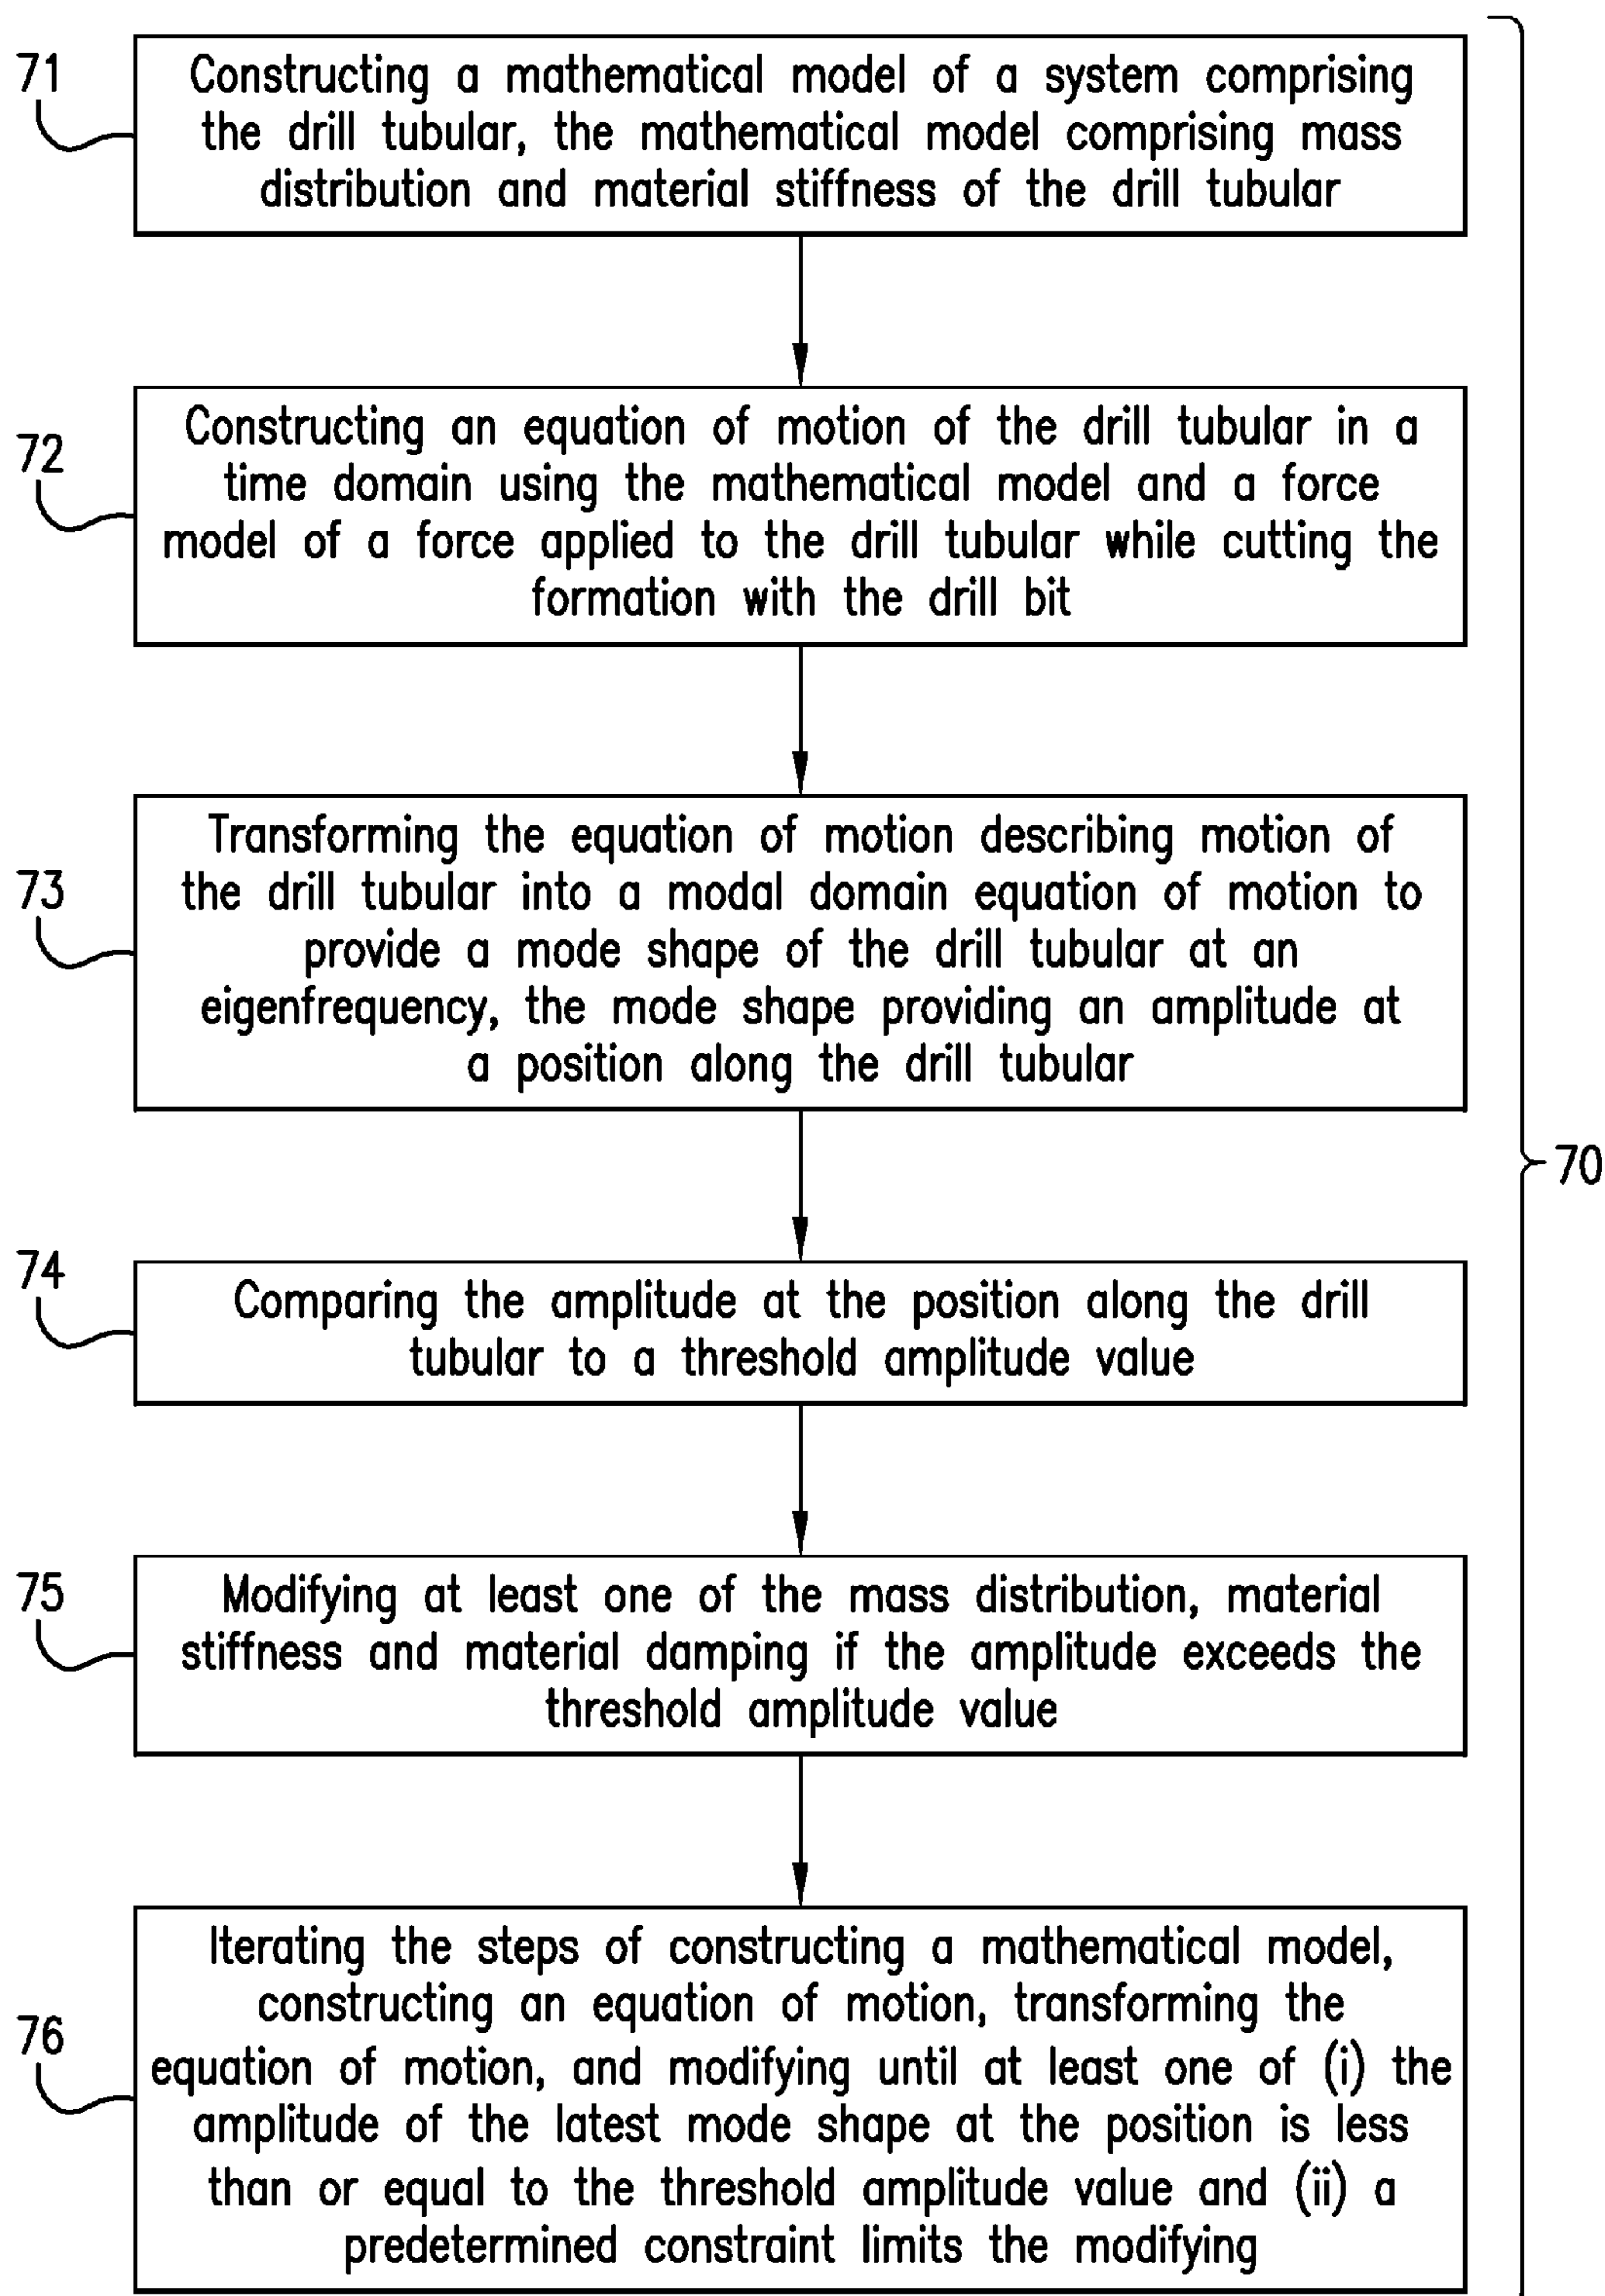 71
Constructing a mathematical model of a system comprising
the drill tubular, the mathematical model comprising mass
distribution and material stiffness of the drill tubular
72
Constructing an equation of motion of the drill tubular in a
time domain using the mathematical model and a force
model of a force applied to the drill tubular while cutting the
formation with the drill bit
73
Transforming the equation of motion describing motion of
the drill tubular into a modal domain equation of motion to
provide a mode shape of the drill tubular at an
eigenfrequency, the mode shape providing an amplitude at
a position along the drill tubular
70
74
Comparing the amplitude at the position along the drill
tubular to a threshold amplitude value
75
Modifying at least one of the mass distribution, material
stiffness and material damping if the amplitude exceeds the
threshold amplitude value
76
Iterating the steps of constructing a mathematical model,
constructing an equation of motion, transforming the
equation of motion, and modifying until at least one of (i) the
amplitude of the latest mode shape at the position is less
than or equal to the threshold amplitude value and (ii) a
predetermined constraint limits the modifying